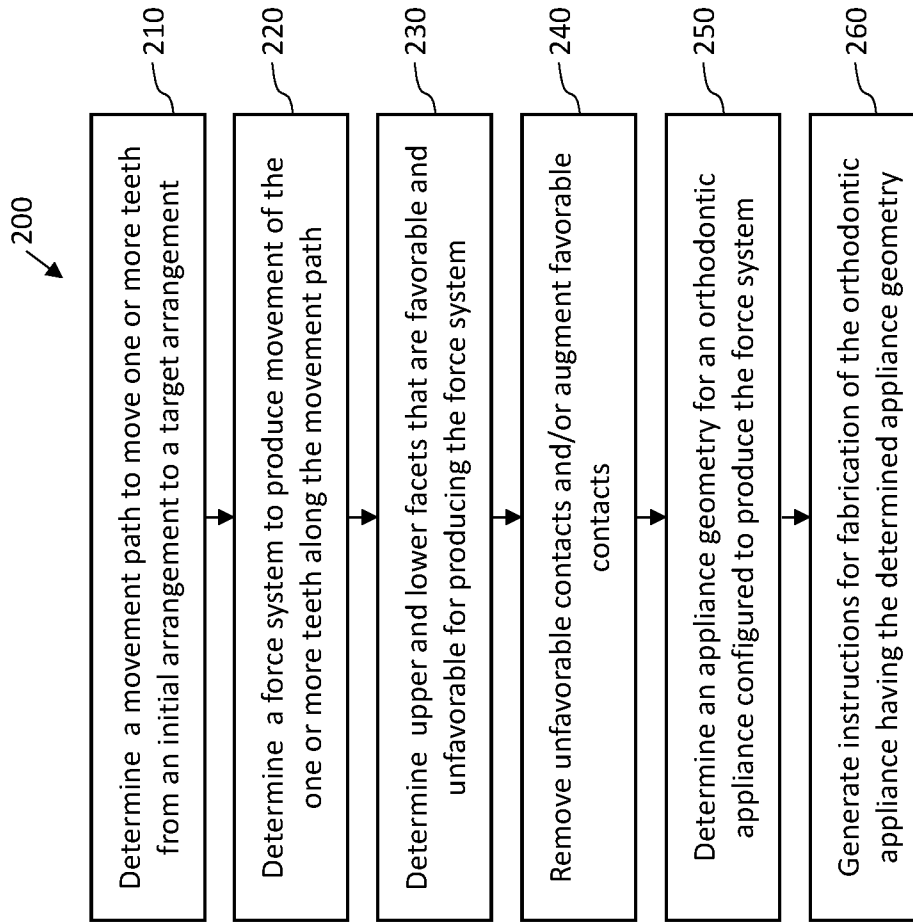 200
Determine a movement path to move one or more teeth
from an initial arrangement to a target arrangement
210
Determine a force system to produce movement of the
one or more teeth along the movement path
220
Determine upper and lower facets that are favorable and
unfavorable for producing the force system
230
Remove unfavorable contacts and/or augment favorable
contacts
240
Determine an appliance geometry for an orthodontic
appliance configured to produce the force system
250
Generate instructions for fabrication of the orthodontic
appliance having the determined appliance geometry
260